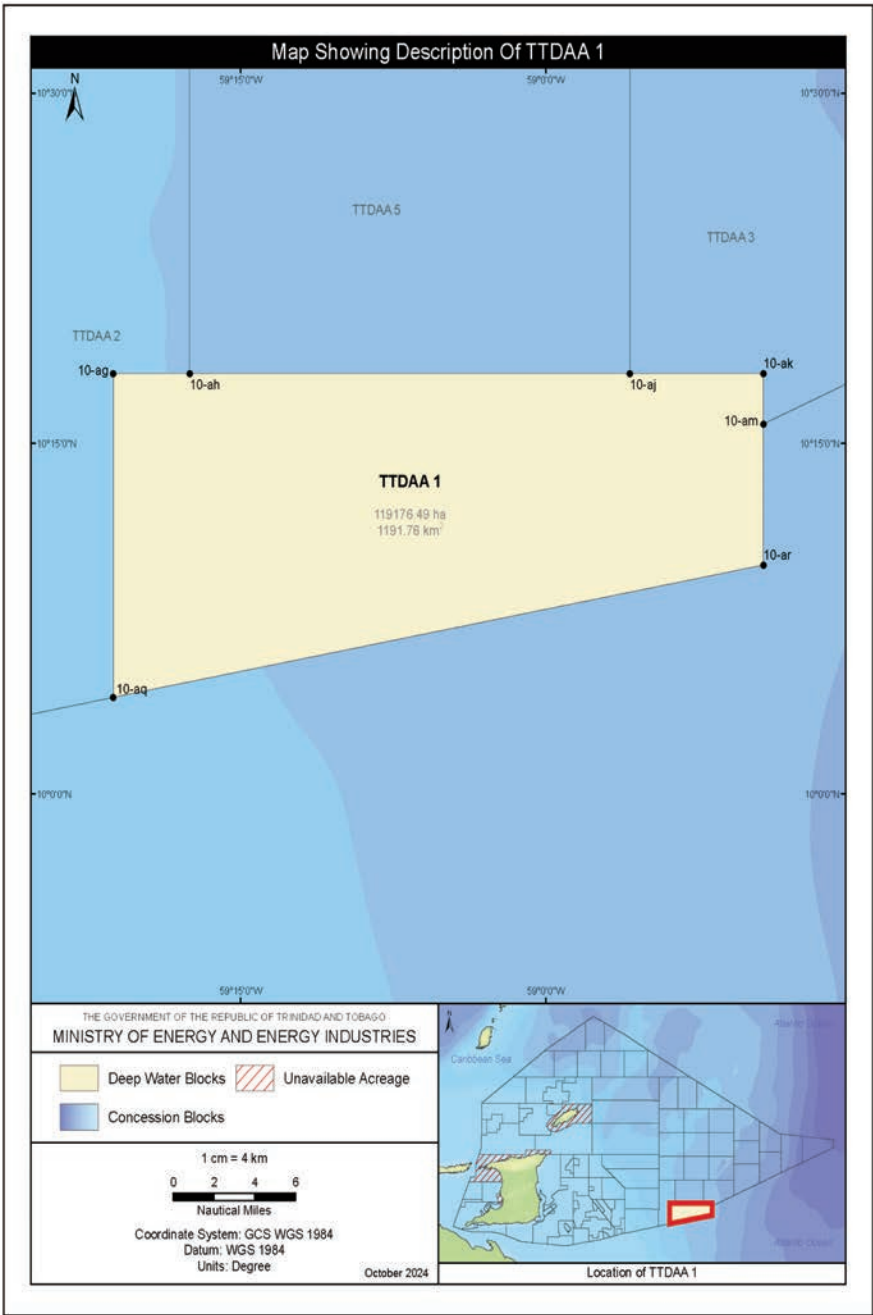 Map Showing Description Of TTDAA 1
N
59°15'0"W
59°0'0"W
10°30'0"N
10°30'0"N
TTDAA 5
TTDAA 3
TTDAA 2
10-ag
10-ah
10-aj
10-ak
10-am
10°15'0"N
10°15'0"N
TTDAA 1
119176.49 ha
1191.76 km²
10-ar
10-aq
10°0'0"N
10°0'0"N
59°15'0"W
59°0'0"W
THE GOVERNMENT OF THE REPUBLIC OF TRINIDAD AND TOBAGO
MINISTRY OF ENERGY AND ENERGY INDUSTRIES
Deep Water Blocks
Unavailable Acreage
Concession Blocks
1 cm = 4 km
0 2 4 6
Nautical Miles
Coordinate System: GCS WGS 1984
Datum: WGS 1984
Units: Degree
October 2024
N
Caribbean Sea
Atlantic Ocean
Atlantic Ocean
Location of TTDAA 1